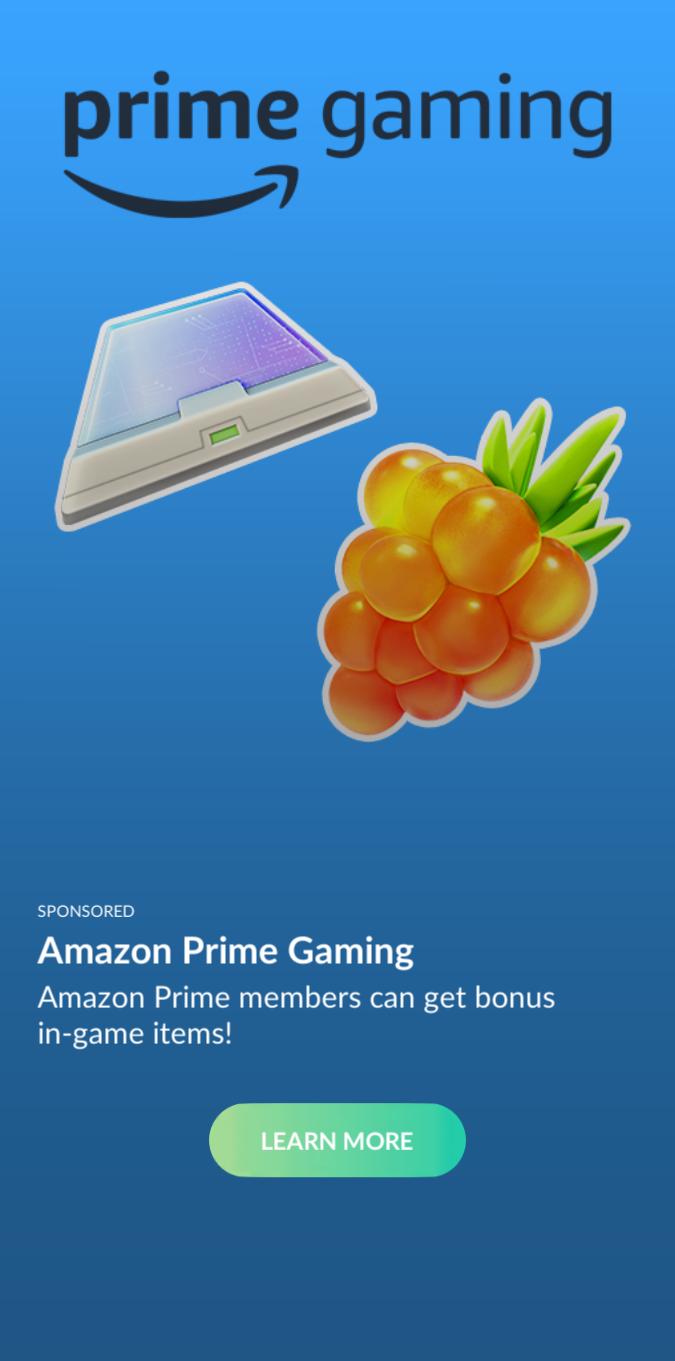 prime gaming
SPONSORED
Amazon Prime Gaming
Amazon Prime members can get bonus
in-game items!
LEARN MORE